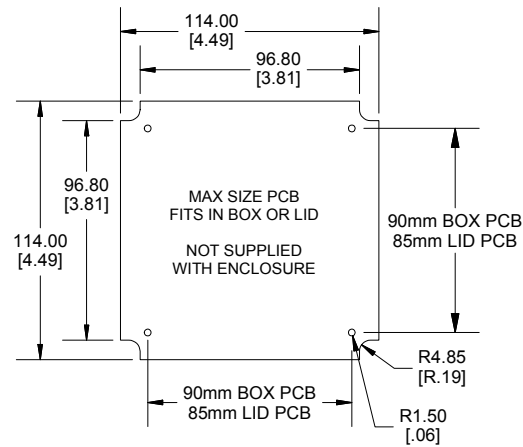 114.00
[4.49]
96.80
[3.81]
96.80
[3.81]
114.00
[4.49]
MAX SIZE PCB
FITS IN BOX OR LID
NOT SUPPLIED
WITH ENCLOSURE
90mm BOX PCB
85mm LID PCB
90mm BOX PCB
85mm LID PCB
R4.85
[R.19]
R1.50
[.06]